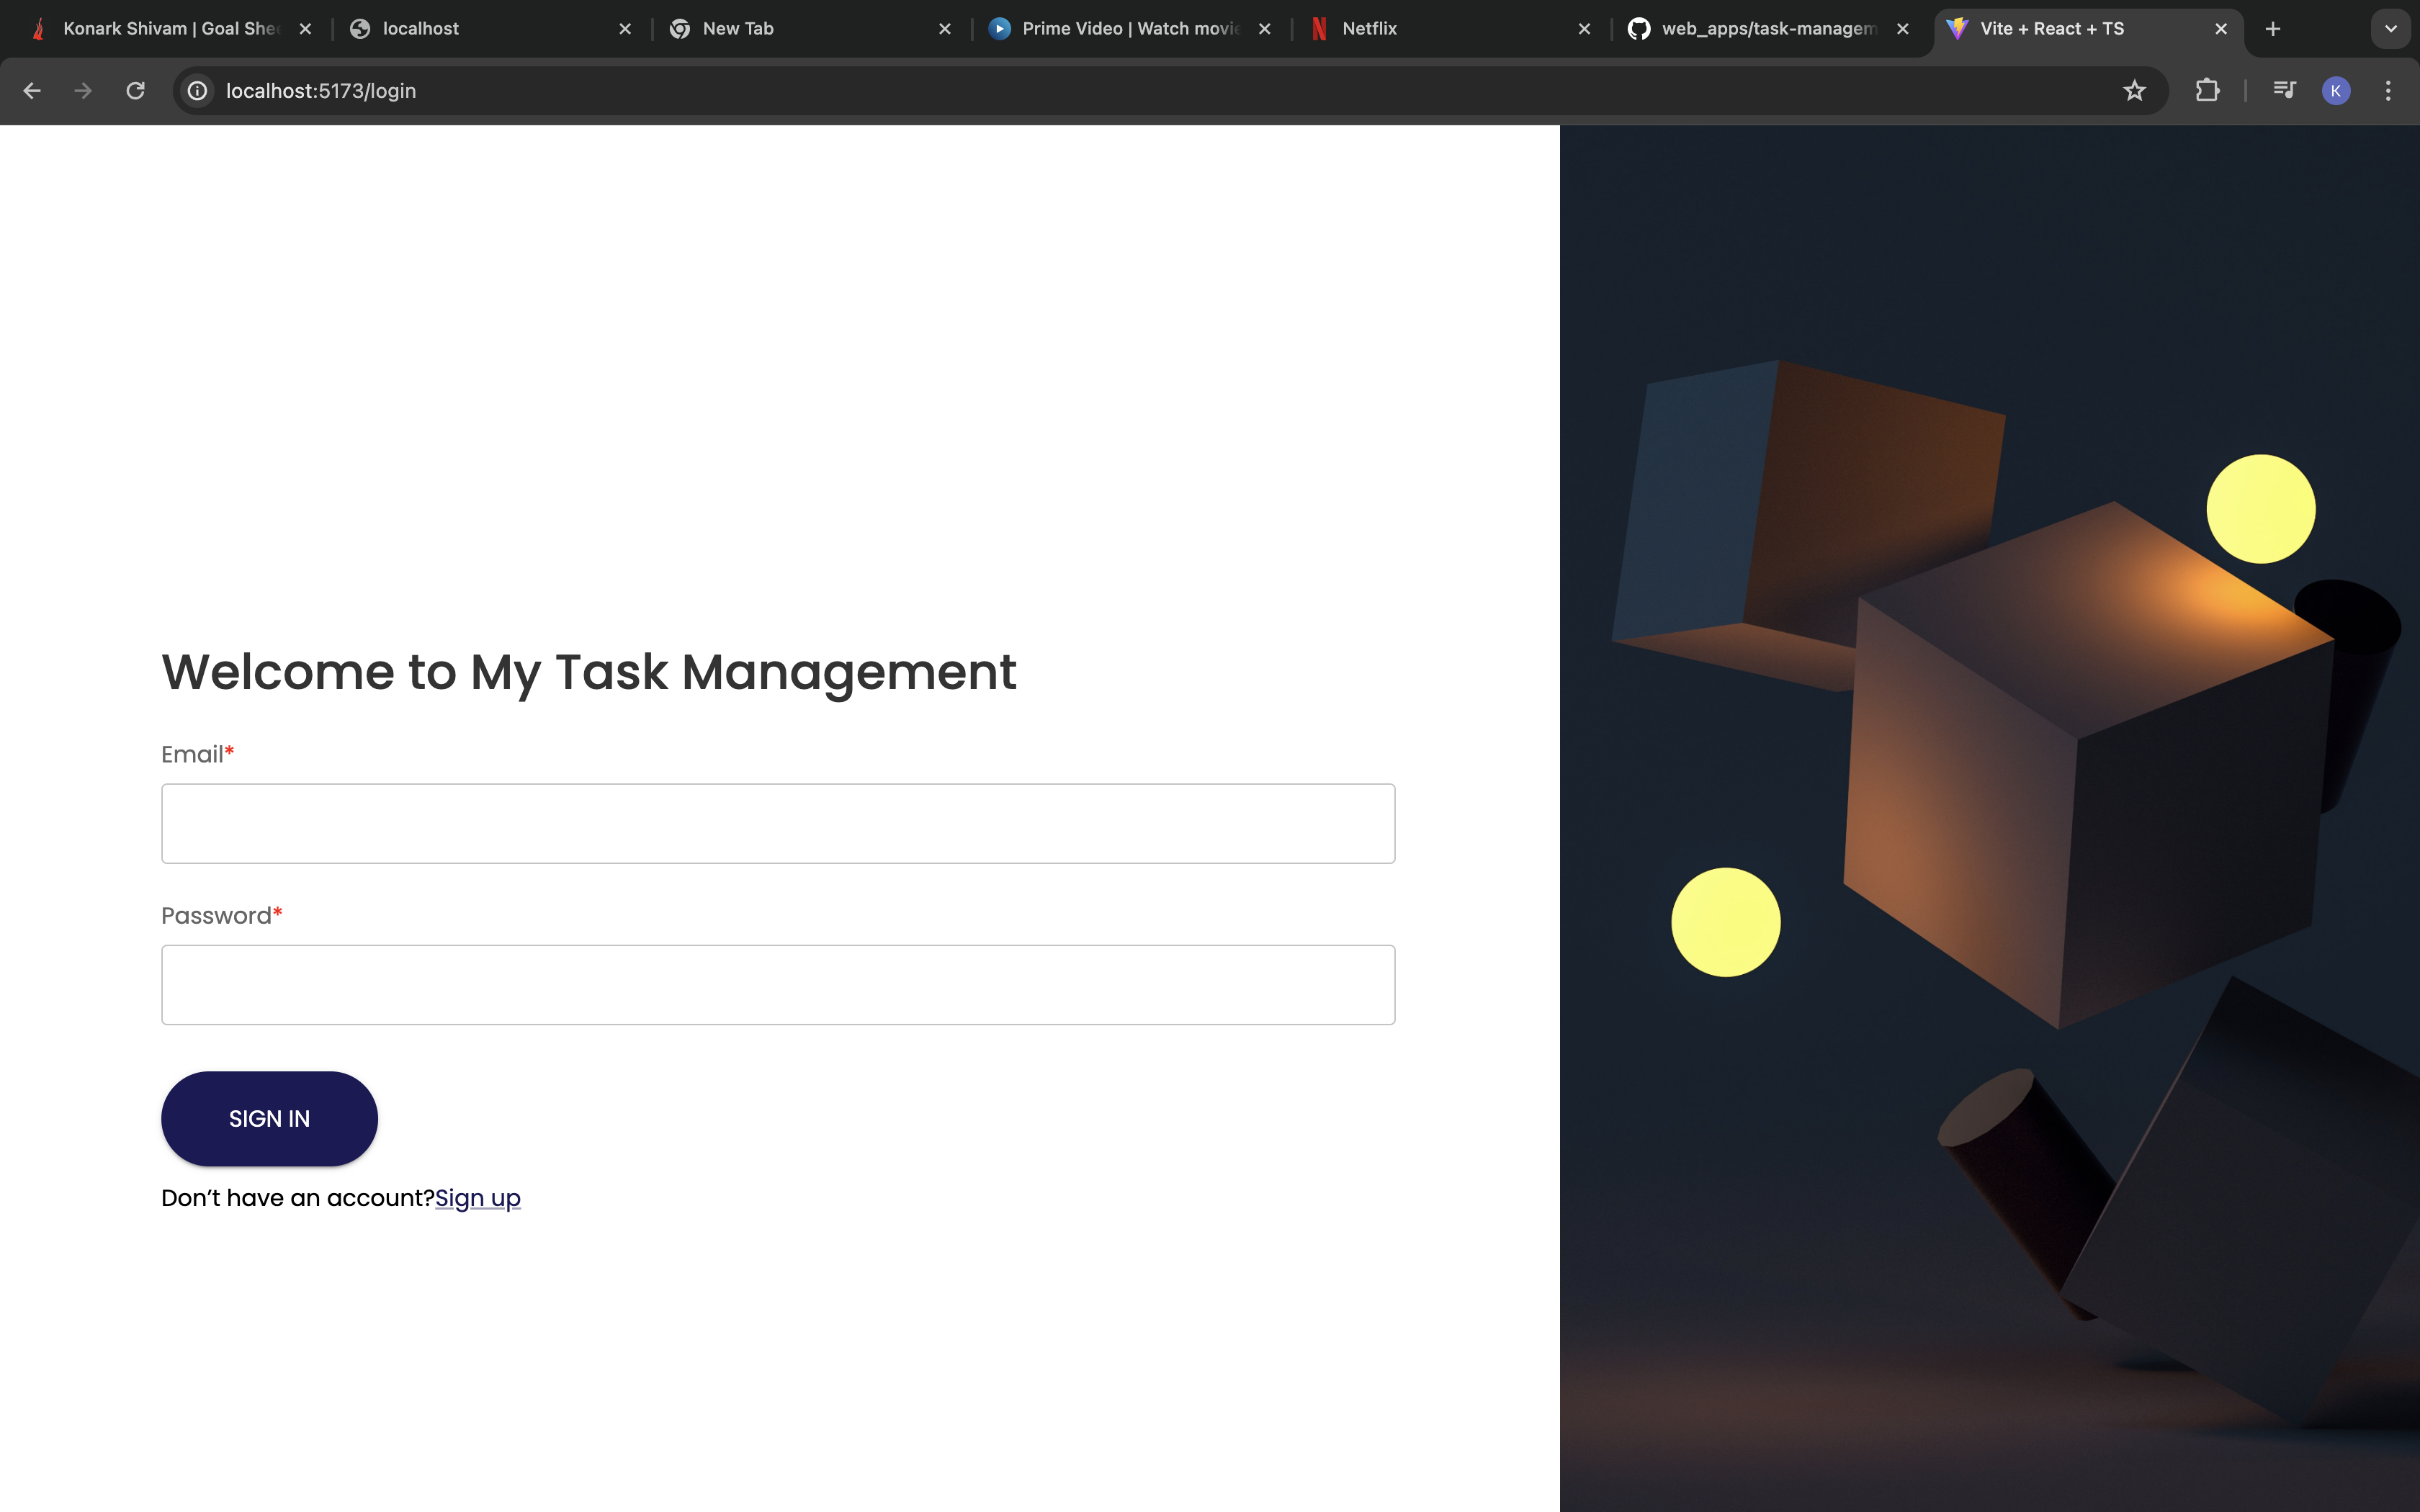 Konark Shivam | Goal Shee
localhost
New Tab
Prime Video | Watch movie
Netflix
web_apps/task-managem
Vite + React + TS
localhost:5173/login
K
Welcome to My Task Management
Email*
Password*
SIGN IN
Don’t have an account?Sign up